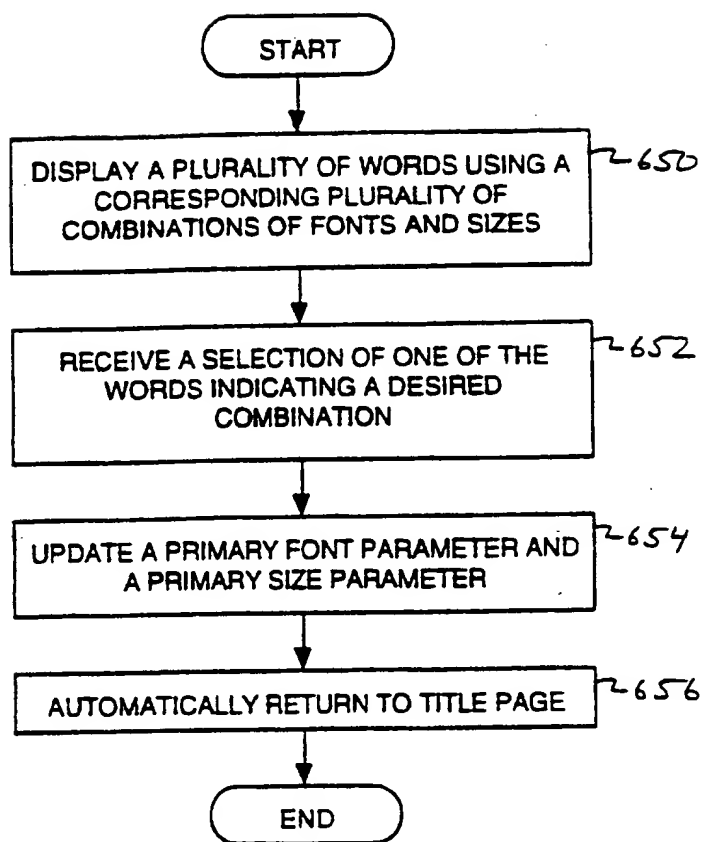 START
DISPLAY A PLURALITY OF WORDS USING A
CORRESPONDING PLURALITY OF
COMBINATIONS OF FONTS AND SIZES
650
RECEIVE A SELECTION OF ONE OF THE
WORDS INDICATING A DESIRED
COMBINATION
652
UPDATE A PRIMARY FONT PARAMETER AND
A PRIMARY SIZE PARAMETER
654
AUTOMATICALLY RETURN TO TITLE PAGE
656
END